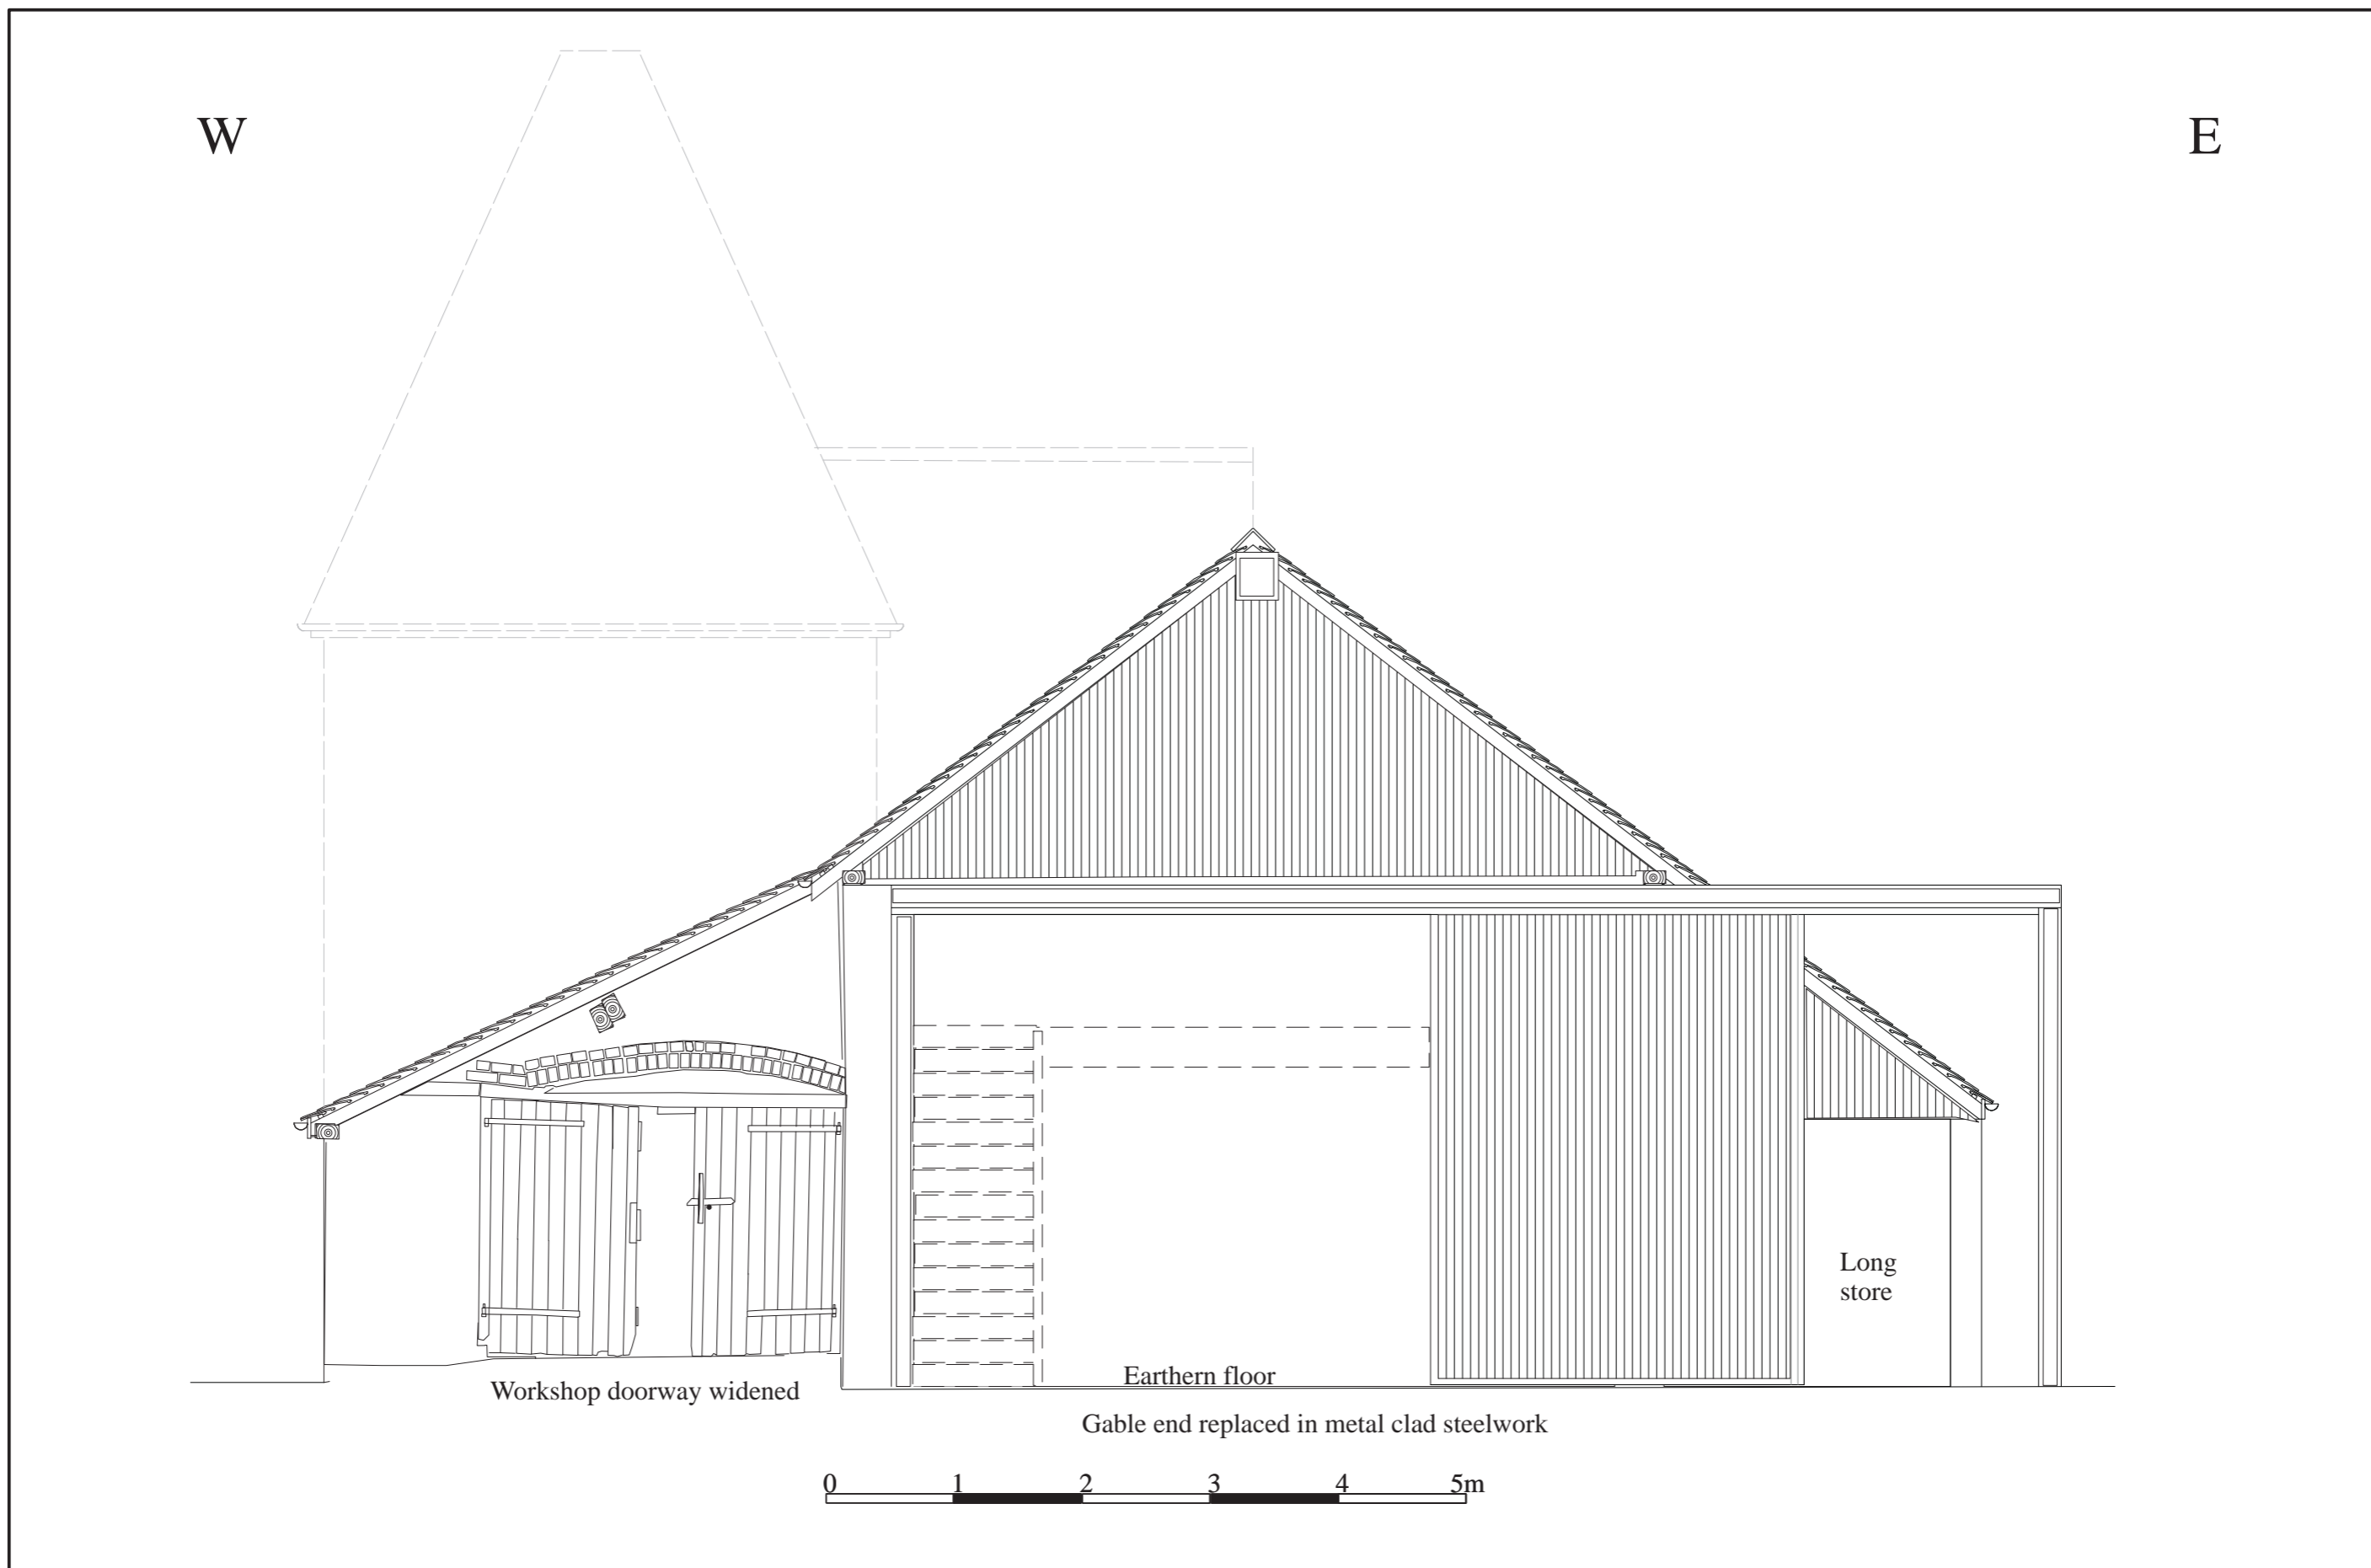 W
E
Long
store
Earthern floor
Workshop doorway widened
Gable end replaced in metal clad steelwork
0 1 2 3 4 5m